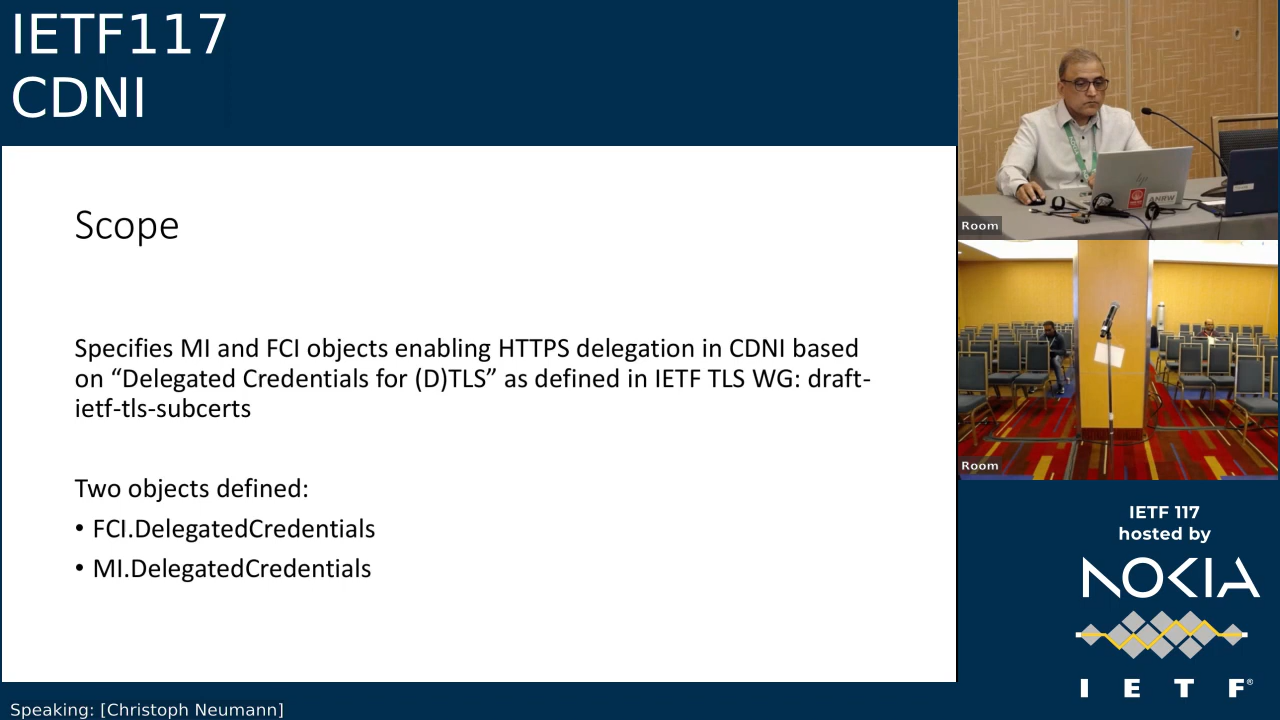 IETF117
CDNI
Scope
Specifies MI and FCI objects enabling HTTPS delegation in CDNI based
on “Delegated Credentials for (D)TLS” as defined in IETF TLS WG: draft-
ietf-tls-subcerts
Two objects defined:
• FCI.DelegatedCredentials
• MI.DelegatedCredentials
Speaking: [Christoph Neumann]
Room
Room
IETF 117
hosted by
NOKIA
I E T F®
hp
ANRW